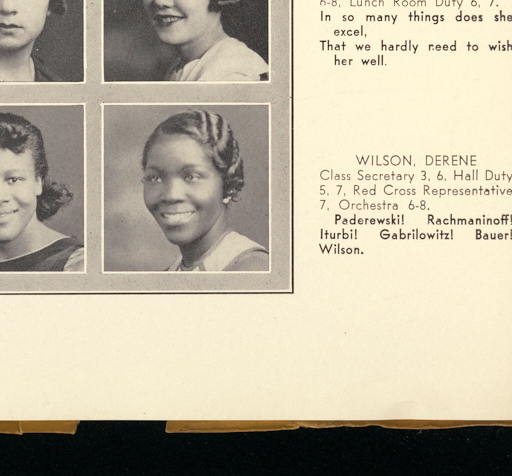 6-8, Lunch Room Duty 6, 7.
In so many things does she
excel,
That we hardly need to wish
her well.
WILSON, DERENE
Class Secretary 3, 6, Hall Duty
5, 7, Red Cross Representative
7, Orchestra 6-8.
Paderewski! Rachmaninoff!
Iturbi! Gabrilowitz! Bauer!
Wilson.